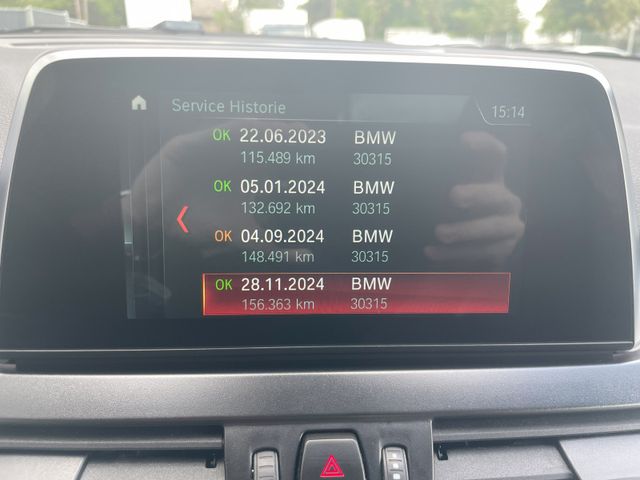 Service Historie
15:14
OK 22.06.2023 BMW
115.489 km 30315
OK 05.01.2024 BMW
132.692 km 30315
OK 04.09.2024 BMW
148.491 km 30315
OK 28.11.2024 BMW
156.363 km 30315